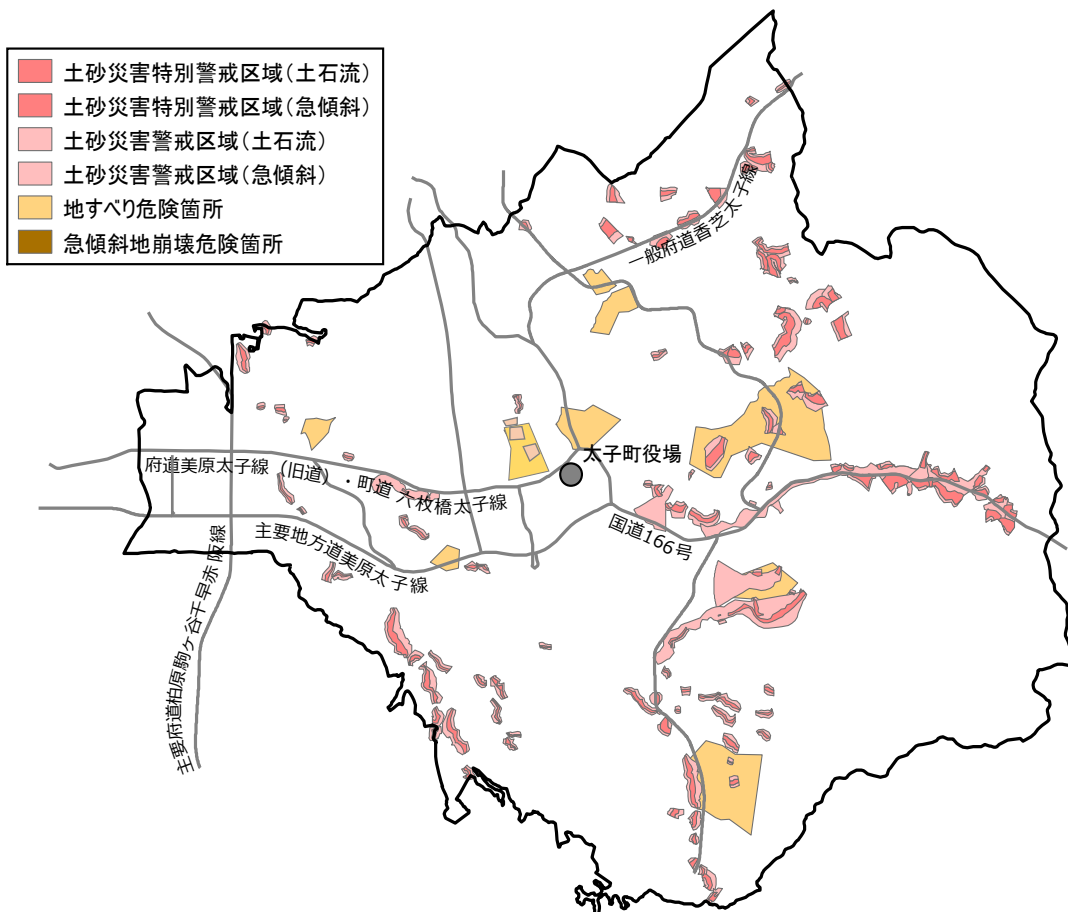 土砂災害特別警戒区域(土石流)
土砂災害特別警戒区域(急傾斜)
土砂災害警戒区域(土石流)
土砂災害警戒区域(急傾斜)
地すべり危険箇所
急傾斜地崩壊危険箇所
一般府道香芝太子線
太子町役場
府道美原太子線(旧道)・町道 六枚橋太子線
国道166号
主要地方道美原太子線
主要府道柏原駒ヶ谷千早赤阪線